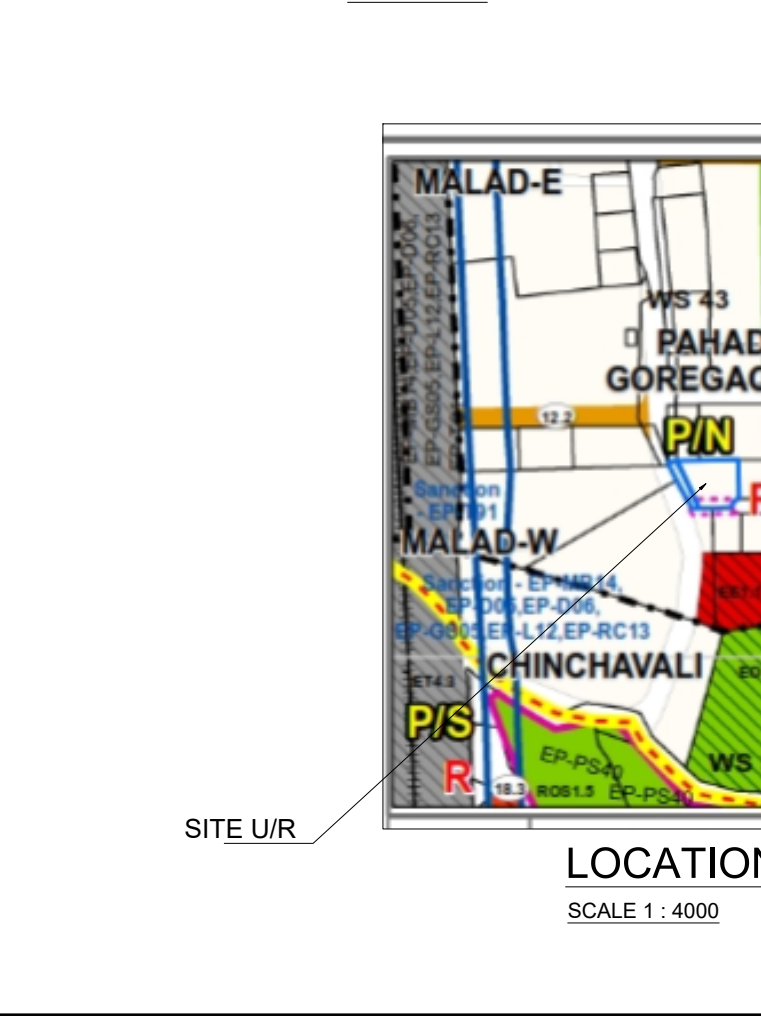 MALAD-E
WS 43
PAHAD
GOREGAO
12.2
P/N
Sanction
MALAD-W
Sanction - EP-MB14,
EP-D05,EP-D06,
EP-GS05,EP-L12,EP-RC13
CHINCHAVALI
ET4.3
P/S
WS
EP-PS40
R
18.3
ROS1.5
EP-PS40
SITE U/R
LOCATION
SCALE 1 : 4000